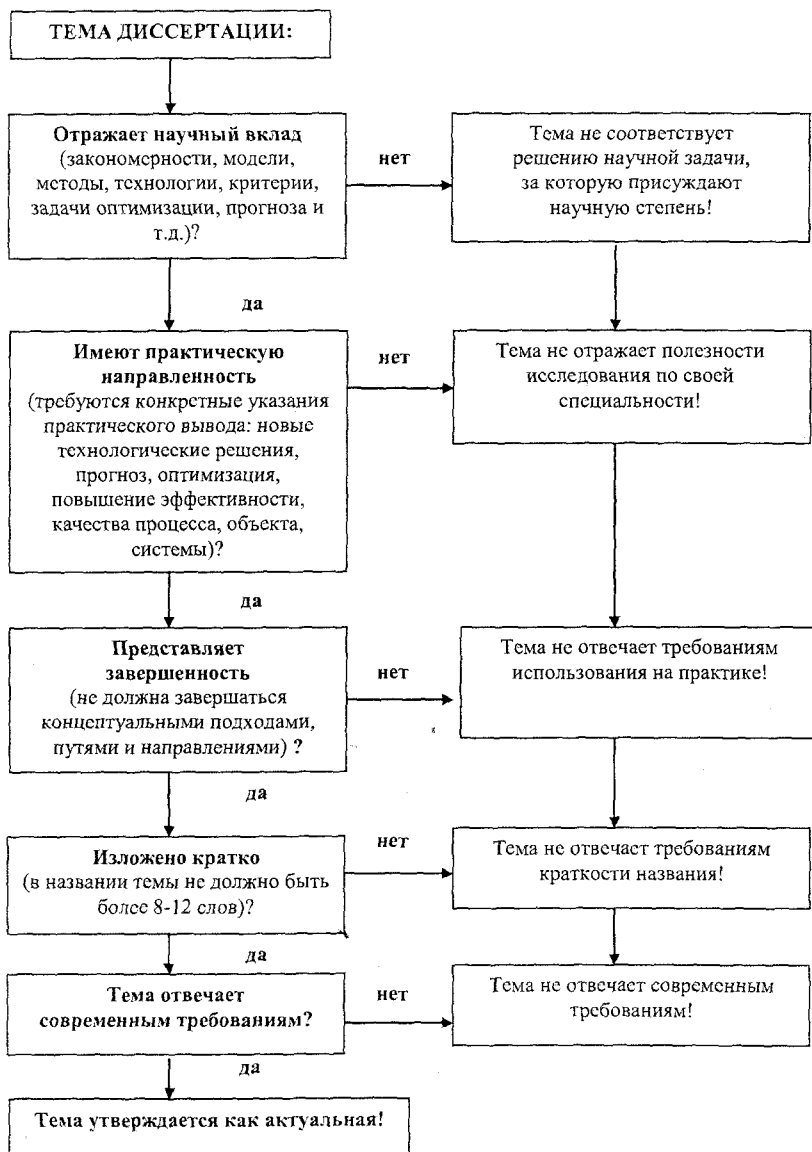 ТЕМА ДИССЕРТАЦИИ:
Отражает научный вклад
(закономерности, модели,
методы, технологии, критерии,
задачи оптимизации, прогноза и
т.д.)?
нет
Тема не соответствует
решению научной задачи,
за которую присуждают
научную степень!
да
Имеют практическую
направленность
(требуются конкретные указания
практического вывода: новые
технологические решения,
прогноз, оптимизация,
повышение эффективности,
качества процесса, объекта,
системы)?
нет
Тема не отражает полезности
исследования по своей
специальности!
да
Представляет
завершенность
(не должна завершаться
концептуальными подходами,
путями и направлениями) ?
нет
Тема не отвечает требованиям
использования на практике!
да
Изложено кратко
(в названии темы не должно быть
более 8-12 слов)?
нет
Тема не отвечает требованиям
краткости названия!
да
Тема отвечает
современным требованиям?
нет
Тема не отвечает современным
требованиям!
да
Тема утверждается как актуальная!